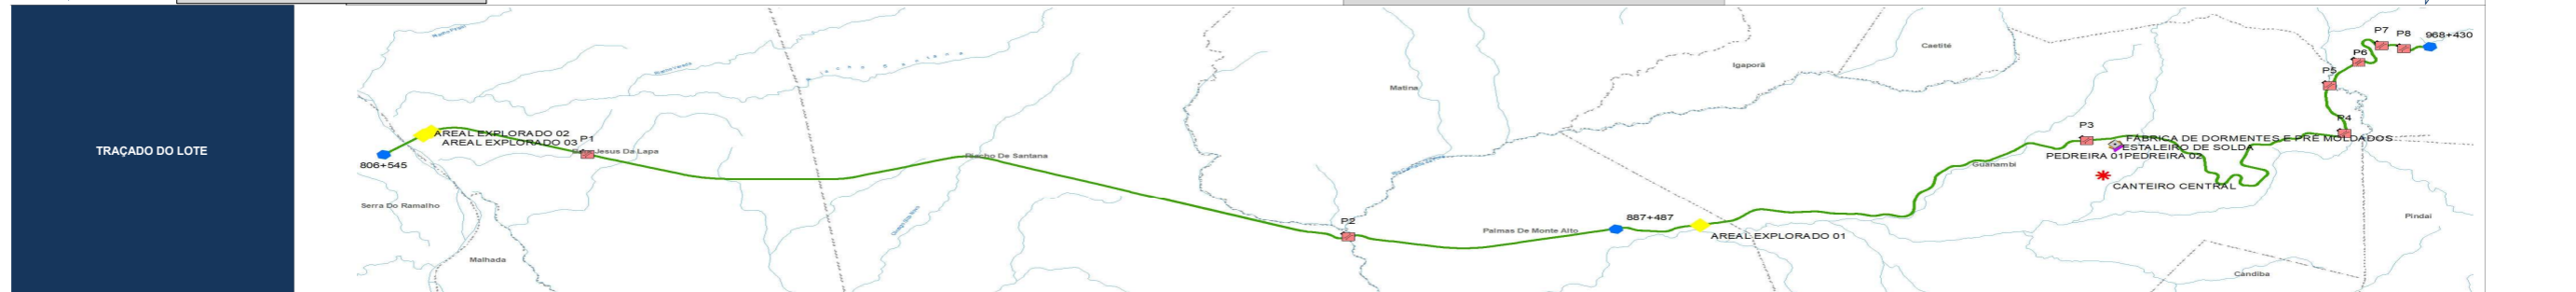 TRAÇADO DO LOTE
806+545
AREAL EXPLORADO 02
AREAL EXPLORADO 03
P1
Jesus Da Lapa
Serra Do Ramalho
Malhada
Riacho De Santana
Matina
P2
Palmas De Monte Alto
887+487
AREAL EXPLORADO 01
Igaporã
Caetité
Guanambi
P3
FÁBRICA DE DORMENTES E PRÉ MOLDADOS
ESTALEIRO DE SOLDA
PEDREIRA 01
PEDREIRA 02
CANTEIRO CENTRAL
P4
P5
P6
P7
P8
968+430
Pindaí
Candiba